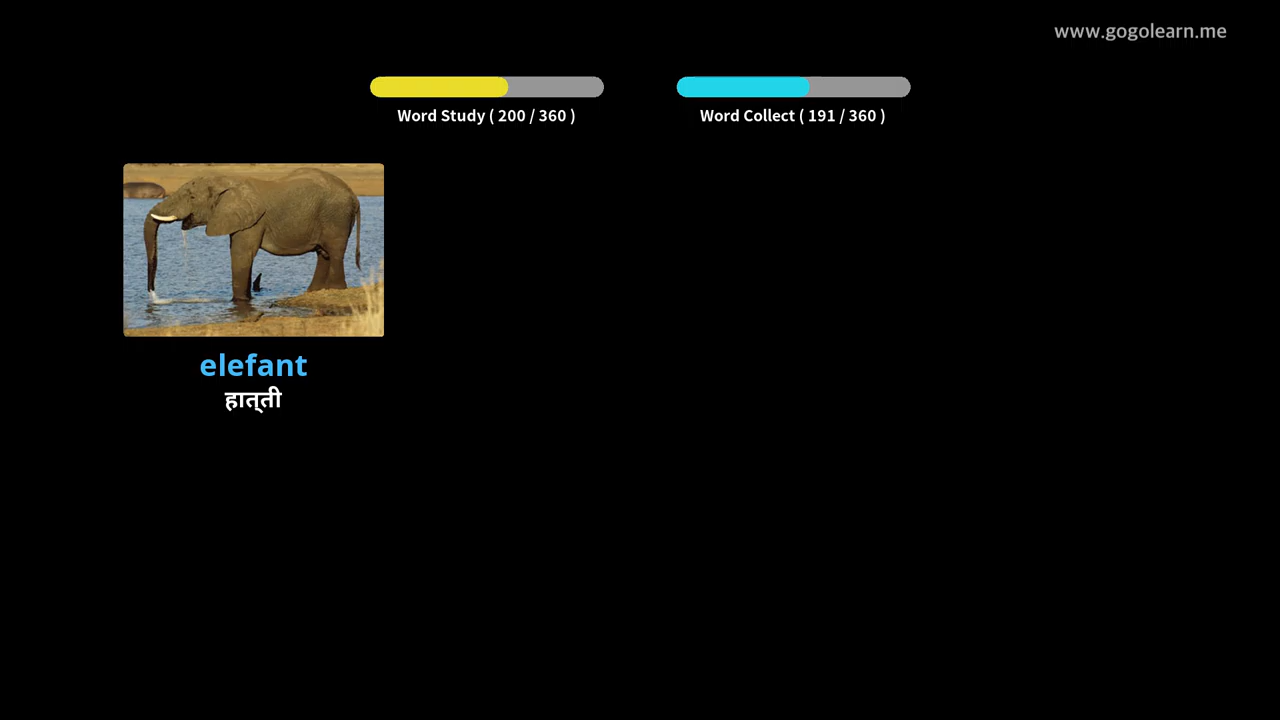 www.gogolearn.me
Word Study ( 200 / 360 )
Word Collect ( 191 / 360 )
elefant
हात्ती